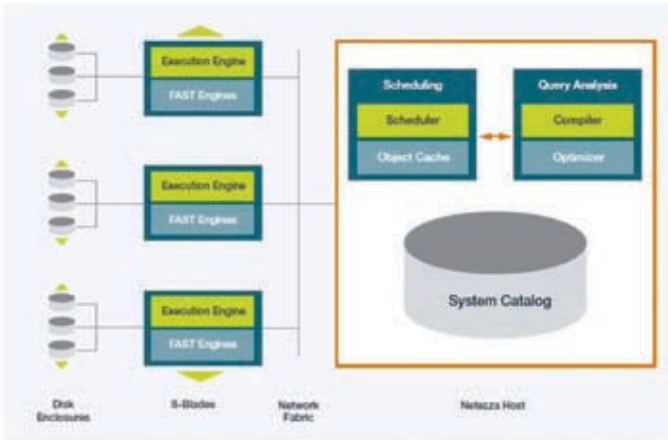 Execution Engine
FAST Engines
Scheduling
Query Analysis
Scheduler
Compiler
Object Cache
Optimizer
Execution Engine
FAST Engines
System Catalog
Execution Engine
FAST Engines
Disk
Enclosures
S-Blades
Network
Fabric
Netezza Host